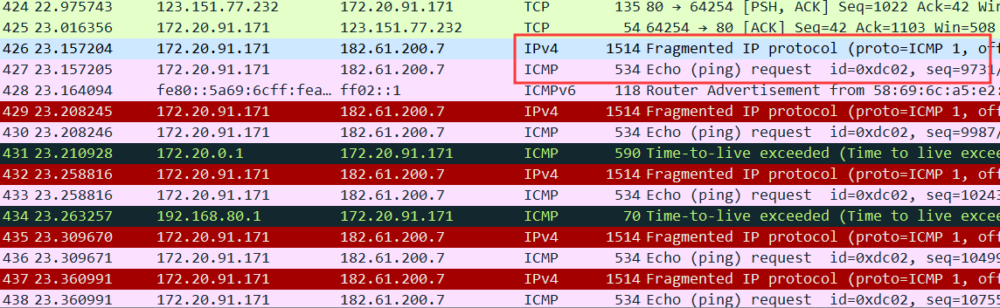 424 22.975743 123.151.77.232 172.20.91.171 TCP 135 80 → 64254 [PSH, ACK] Seq=1022 Ack=42 Win
425 23.016356 172.20.91.171 123.151.77.232 TCP 54 64254 → 80 [ACK] Seq=42 Ack=1103 Win=508
426 23.157204 172.20.91.171 182.61.200.7 IPv4 1514 Fragmented IP protocol (proto=ICMP 1, off
427 23.157205 172.20.91.171 182.61.200.7 ICMP 534 Echo (ping) request id=0xdc02, seq=9731/
428 23.164094 fe80::5a69:6cff:fea… ff02::1 ICMPv6 118 Router Advertisement from 58:69:6c:a5:e2:
429 23.208245 172.20.91.171 182.61.200.7 IPv4 1514 Fragmented IP protocol (proto=ICMP 1, off
430 23.208246 172.20.91.171 182.61.200.7 ICMP 534 Echo (ping) request id=0xdc02, seq=9987/
431 23.210928 172.20.0.1 172.20.91.171 ICMP 590 Time-to-live exceeded (Time to live excee
432 23.258816 172.20.91.171 182.61.200.7 IPv4 1514 Fragmented IP protocol (proto=ICMP 1, off
433 23.258816 172.20.91.171 182.61.200.7 ICMP 534 Echo (ping) request id=0xdc02, seq=10243
434 23.263257 192.168.80.1 172.20.91.171 ICMP 70 Time-to-live exceeded (Time to live excee
435 23.309670 172.20.91.171 182.61.200.7 IPv4 1514 Fragmented IP protocol (proto=ICMP 1, off
436 23.309671 172.20.91.171 182.61.200.7 ICMP 534 Echo (ping) request id=0xdc02, seq=10499
437 23.360991 172.20.91.171 182.61.200.7 IPv4 1514 Fragmented IP protocol (proto=ICMP 1, off
438 23.360991 172.20.91.171 182.61.200.7 ICMP 534 Echo (ping) request id=0xdc02, seq=10755